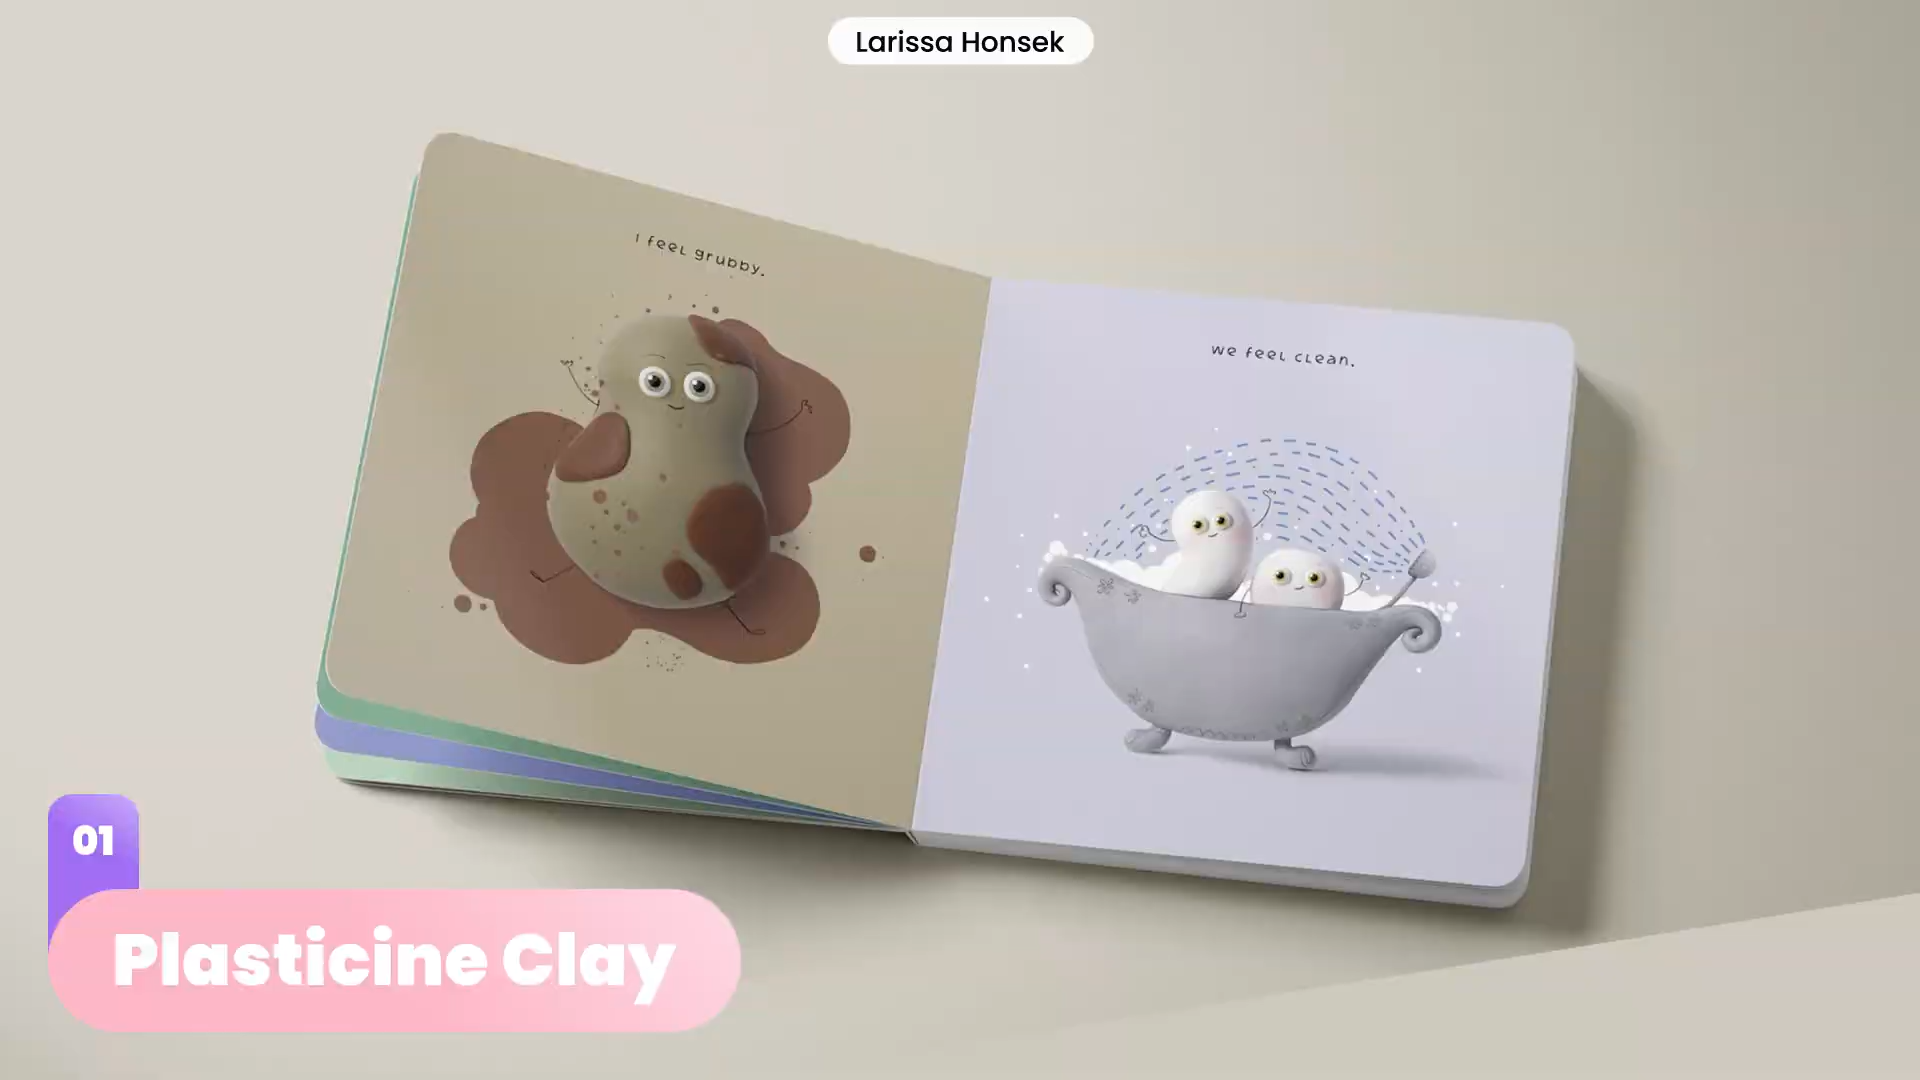 Larissa Honsek
I feel grubby.
we feel clean.
01
Plasticine Clay